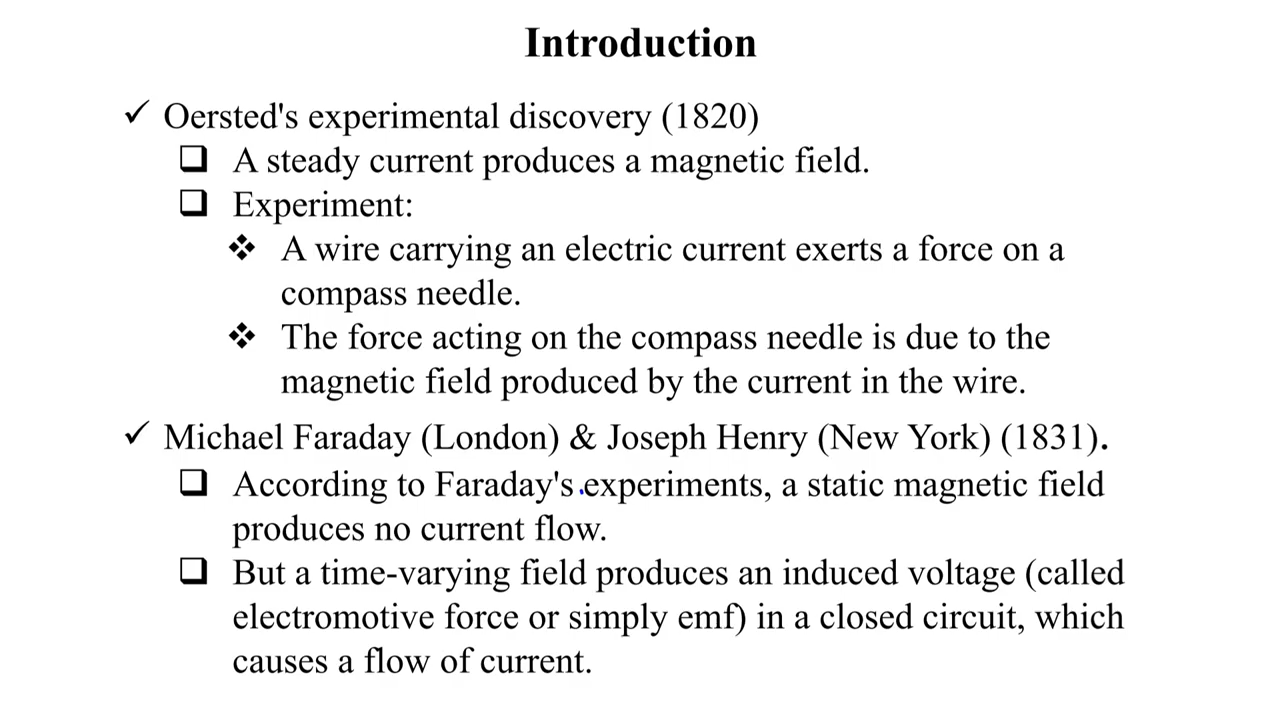 Introduction
✓ Oersted's experimental discovery (1820)
❑ A steady current produces a magnetic field.
❑ Experiment:
❖ A wire carrying an electric current exerts a force on a
compass needle.
❖ The force acting on the compass needle is due to the
magnetic field produced by the current in the wire.
✓ Michael Faraday (London) & Joseph Henry (New York) (1831).
❑ According to Faraday's experiments, a static magnetic field
produces no current flow.
❑ But a time-varying field produces an induced voltage (called
electromotive force or simply emf) in a closed circuit, which
causes a flow of current.